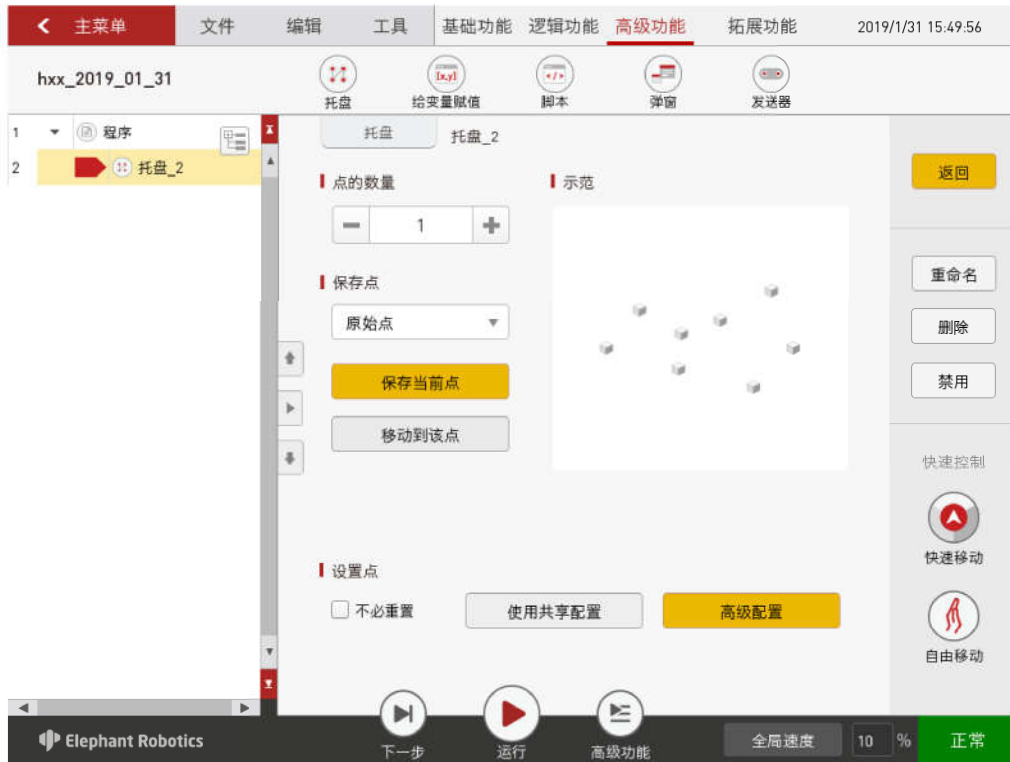 主菜单 文件 编辑 工具 基础功能 逻辑功能 高级功能 拓展功能 2019/1/31 15:49:56
hxx_2019_01_31
托盘 给变量赋值 脚本 弹窗 发送器
[x,y] </>
1 程序
2 托盘_2
托盘 托盘_2
点的数量
1
保存点
原始点
保存当前点
移动到该点
示范
设置点
不必重置 使用共享配置 高级配置
返回
重命名
删除
禁用
快速控制
快速移动
自由移动
Elephant Robotics
下一步 运行 高级功能
全局速度 10 % 正常